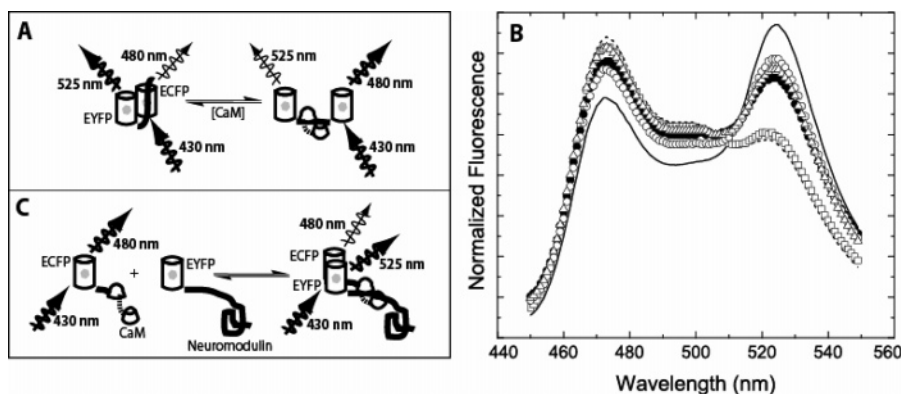 A
525 nm
480 nm
ECFP
EYFP
430 nm
[CaM]
525 nm
480 nm
430 nm
C
480 nm
ECFP
430 nm
+
CaM
EYFP
Neuromodulin
480 nm
525 nm
ECFP
EYFP
430 nm
B
Normalized Fluorescence
440 460 480 500 520 540 560
Wavelength (nm)